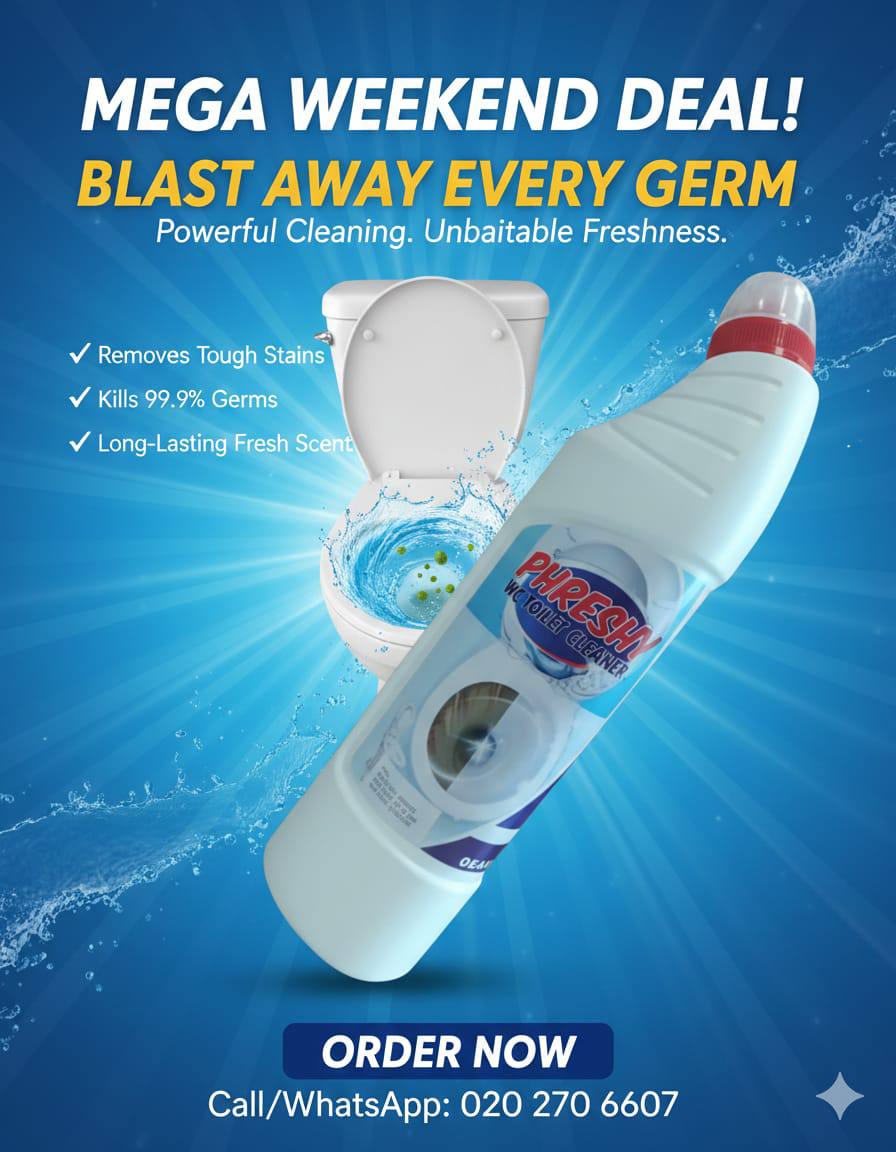 MEGA WEEKEND DEAL!
BLAST AWAY EVERY GERM
Powerful Cleaning. Unbaitable Freshness.
✓ Removes Tough Stains
✓ Kills 99.9% Germs
✓ Long-Lasting Fresh Scent
PHRESHY
WC TOILET CLEANER
ORDER NOW
Call/WhatsApp: 020 270 6607